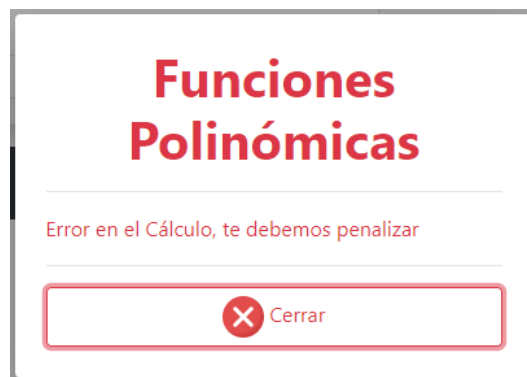 Funciones
Polinómicas
Error en el Cálculo, te debemos penalizar
Cerrar